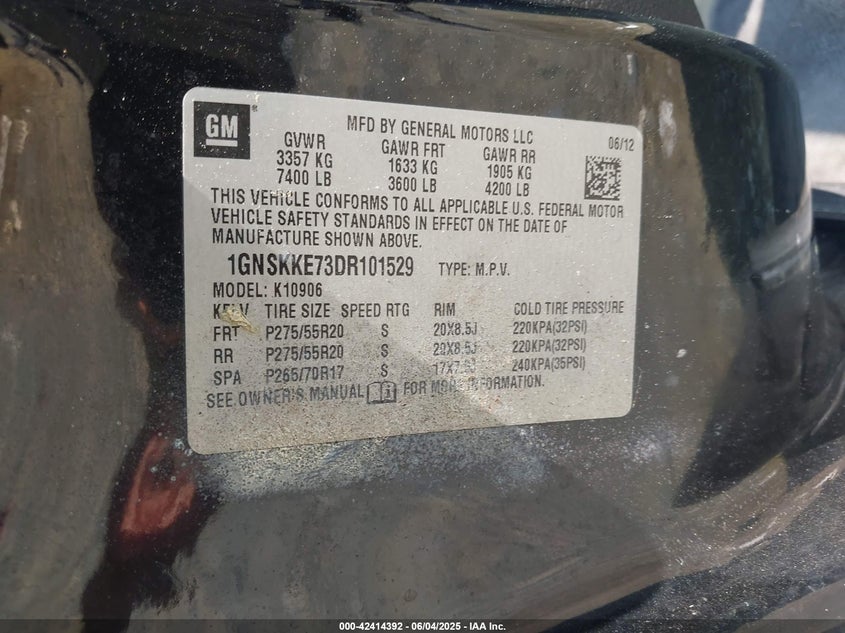 GM
MFD BY GENERAL MOTORS LLC
06/12
GVWR GAWR FRT GAWR RR
3357 KG 1633 KG 1905 KG
7400 LB 3600 LB 4200 LB
THIS VEHICLE CONFORMS TO ALL APPLICABLE U.S. FEDERAL MOTOR
VEHICLE SAFETY STANDARDS IN EFFECT ON THE DATE OF
MANUFACTURE SHOWN ABOVE.
1GNSKKE73DR101529 TYPE: M.P.V.
MODEL: K10906
TIRE SIZE SPEED RTG RIM COLD TIRE PRESSURE
FRT P275/55R20 S 20X8.5J 220KPA(32PSI)
RR P275/55R20 S 20X8.5J 220KPA(32PSI)
SPA P265/70R17 S 240KPA(35PSI)
SEE OWNER'S MANUAL FOR MORE INFORMATION.
000-42414392 - 06/04/2025 - IAA Inc.